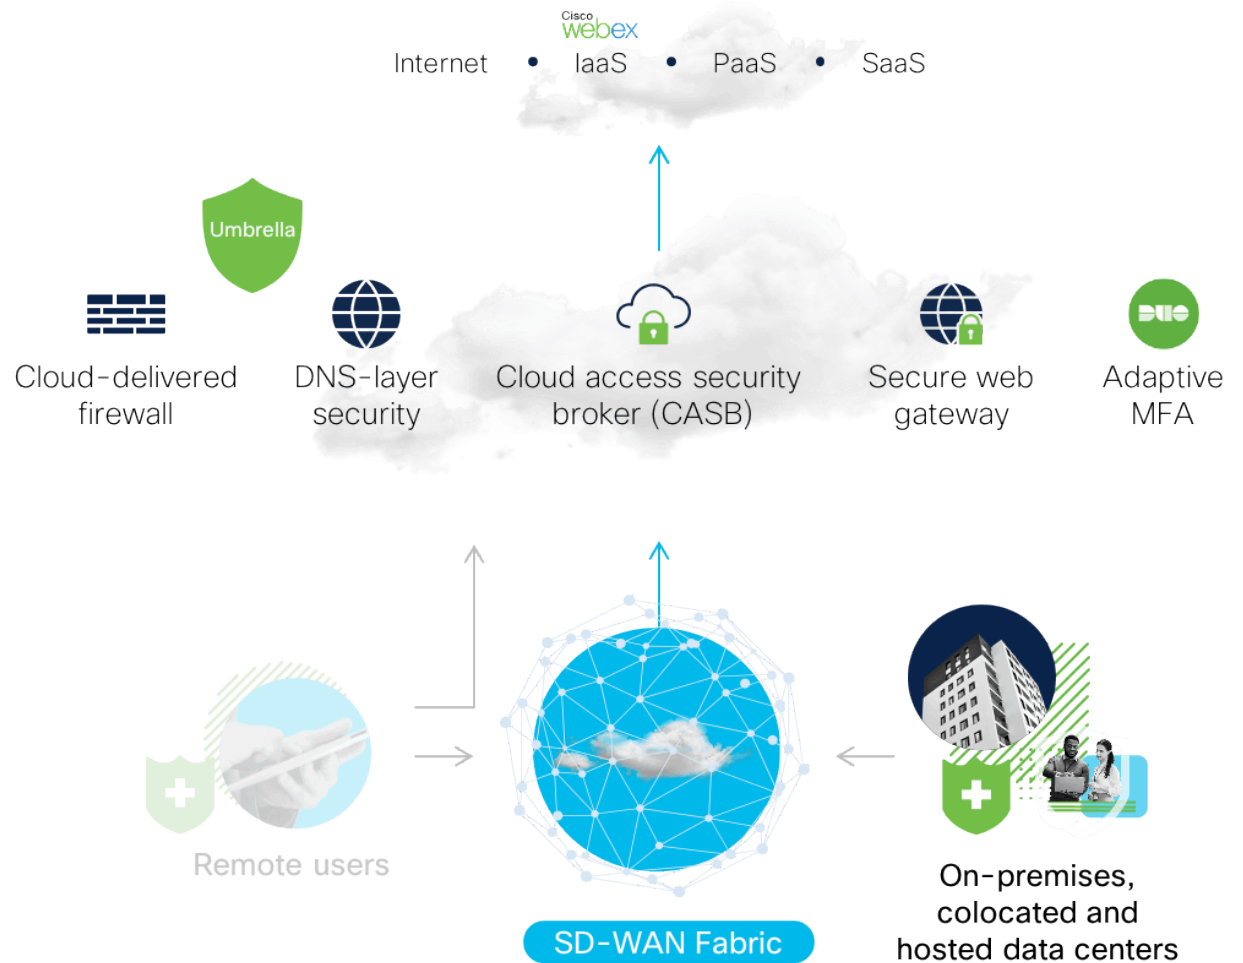 Cisco
webex
Internet • IaaS • PaaS • SaaS
Umbrella
Cloud-delivered
firewall
DNS-layer
security
Cloud access security
broker (CASB)
Secure web
gateway
DUO
Adaptive
MFA
Remote users
On-premises,
colocated and
hosted data centers
SD-WAN Fabric